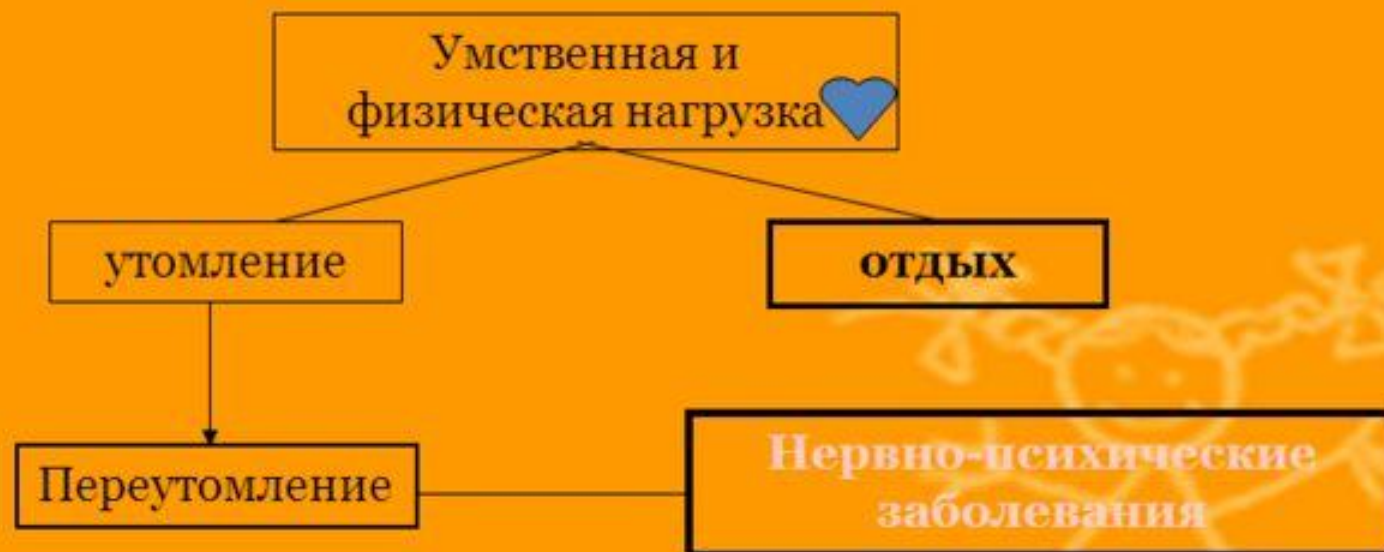 Умственная и
физическая нагрузка
утомление
отдых
Переутомление
Нервно-психические
заболевания